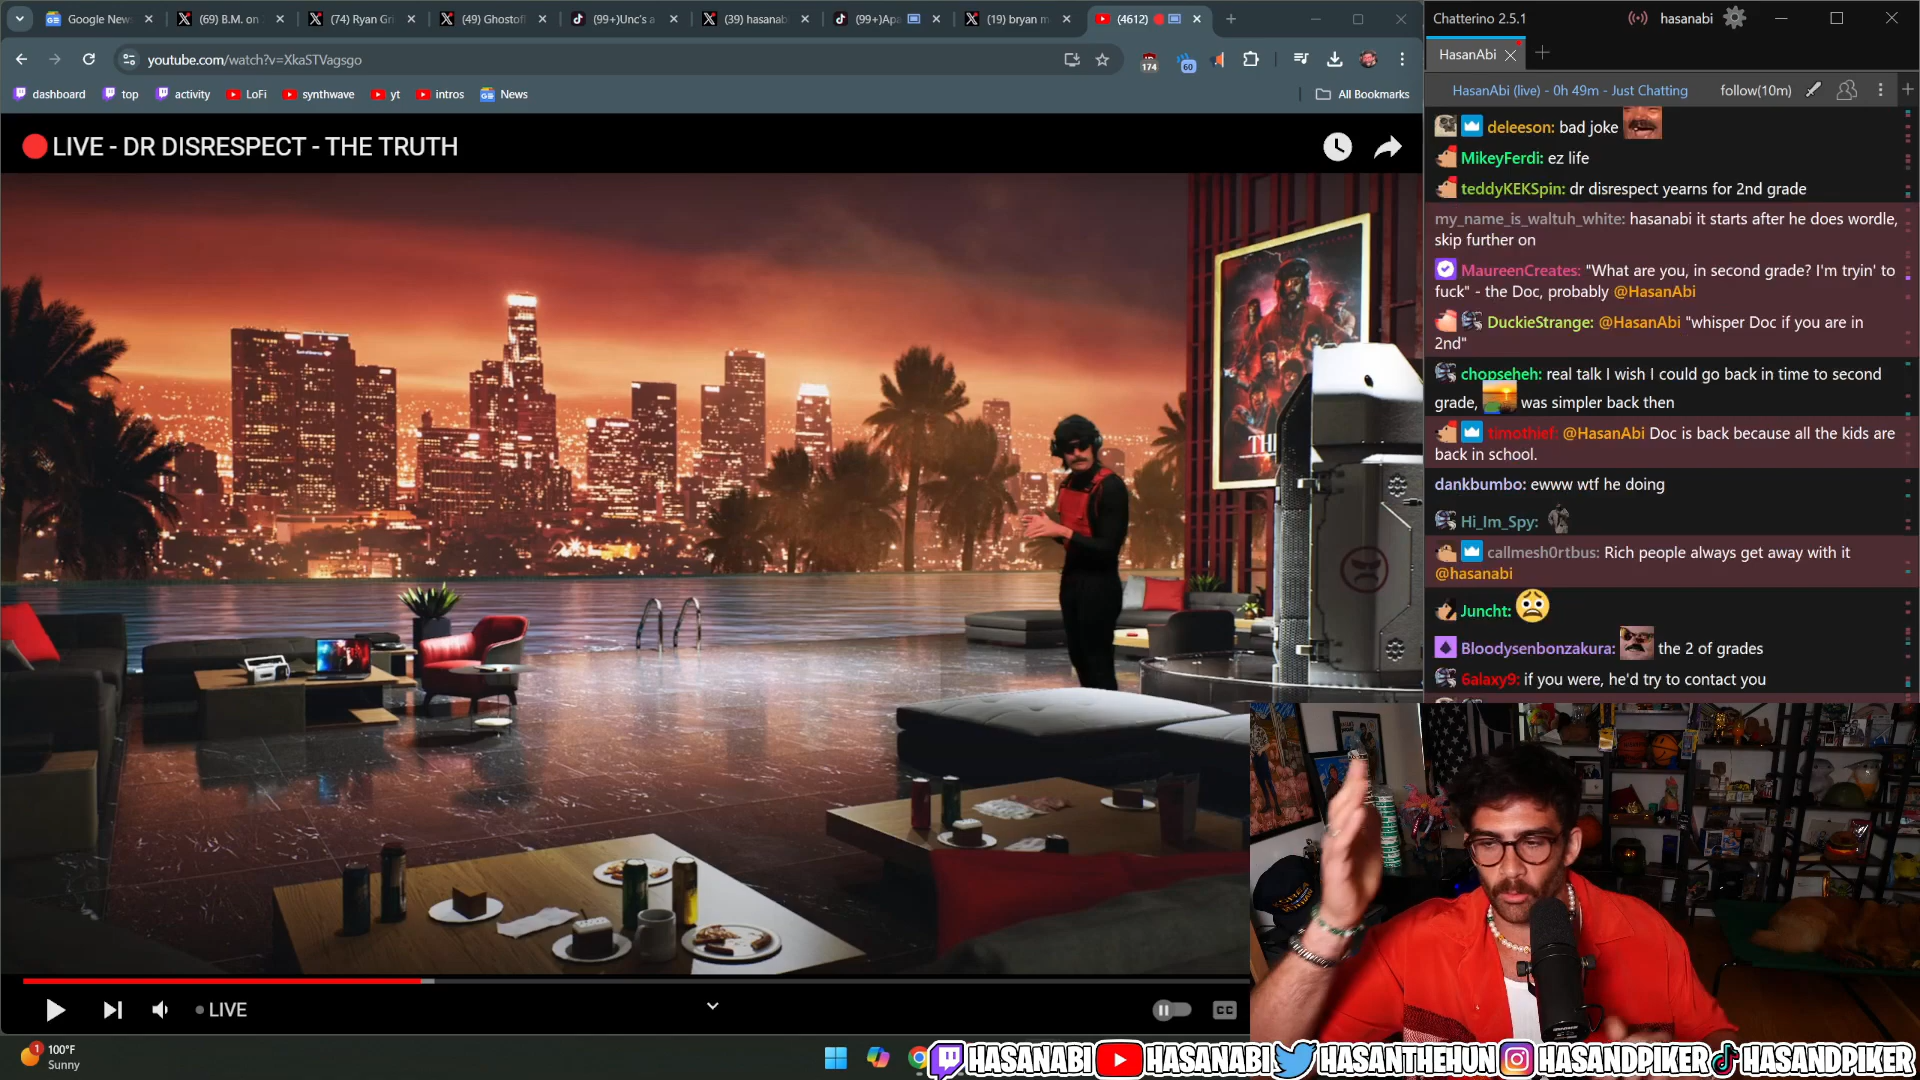 Google New
(69) B.M. on
(74) Ryan Gri
(49) Ghostof
(99+)Unc's a
(39) hasanab
(99+)Apa
(19) bryan m
(4612)
Chatterino 2.5.1
hasanabi
youtube.com/watch?v=XkaSTVagsgo
174
60
HasanAbi
dashboard
top
activity
LoFi
synthwave
yt
intros
News
All Bookmarks
HasanAbi (live) - 0h 49m - Just Chatting
follow(10m)
LIVE - DR DISRESPECT - THE TRUTH
deleeson: bad joke
MikeyFerdi: ez life
teddyKEKSpin: dr disrespect yearns for 2nd grade
my_name_is_waltuh_white: hasanabi it starts after he does wordle,
skip further on
MaureenCreates: "What are you, in second grade? I'm tryin' to
fuck" - the Doc, probably @HasanAbi
DuckieStrange: @HasanAbi "whisper Doc if you are in
2nd"
chopseheh: real talk I wish I could go back in time to second
grade, was simpler back then
timothief: @HasanAbi Doc is back because all the kids are
back in school.
dankbumbo: ewww wtf he doing
Hi_Im_Spy:
callmesh0rtbus: Rich people always get away with it
@hasanabi
Juncht:
Bloodysenbonzakura: the 2 of grades
6alaxy9: if you were, he'd try to contact you
LIVE
CC
1
100°F
Sunny
HASANABI
HASANABI
HASANTHEHUN
HASANDPIKER
HASANDPIKER